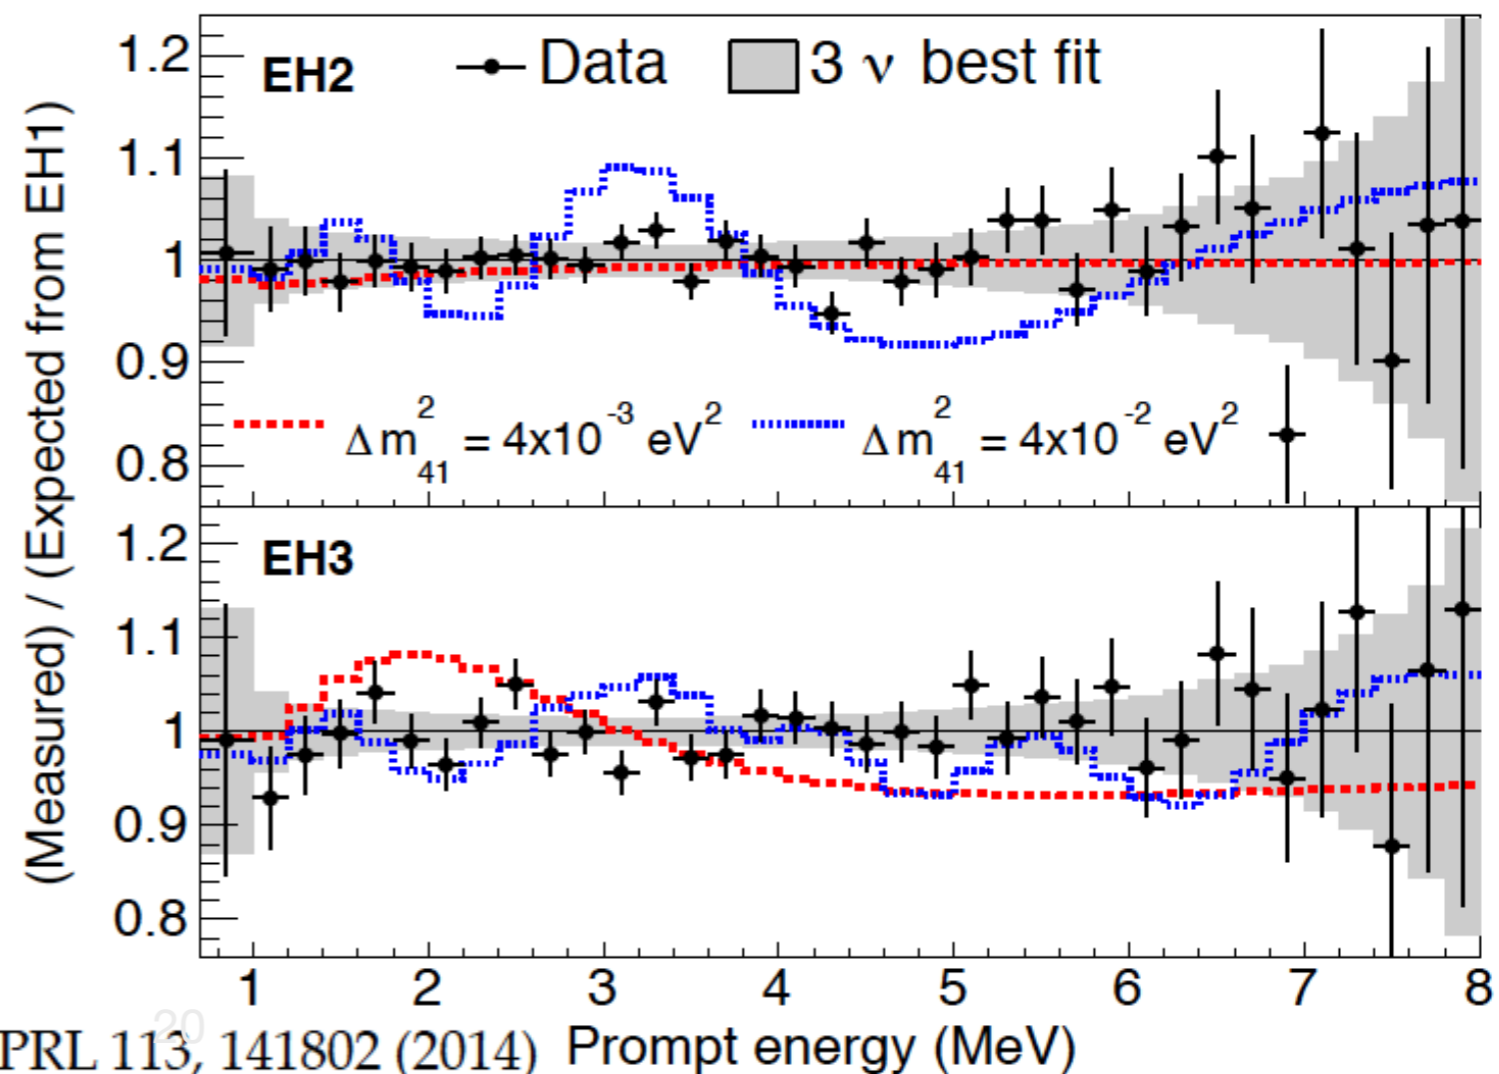 (Measured) / (Expected from EH1)
EH2 Data 3 ν best fit
1.2
1.1
1
0.9
0.8
Δm²₄₁ = 4x10⁻³ eV² Δm²₄₁ = 4x10⁻² eV²
EH3
1.2
1.1
1
0.9
0.8
1 2 3 4 5 6 7 8
20
PRL 113, 141802 (2014) Prompt energy (MeV)